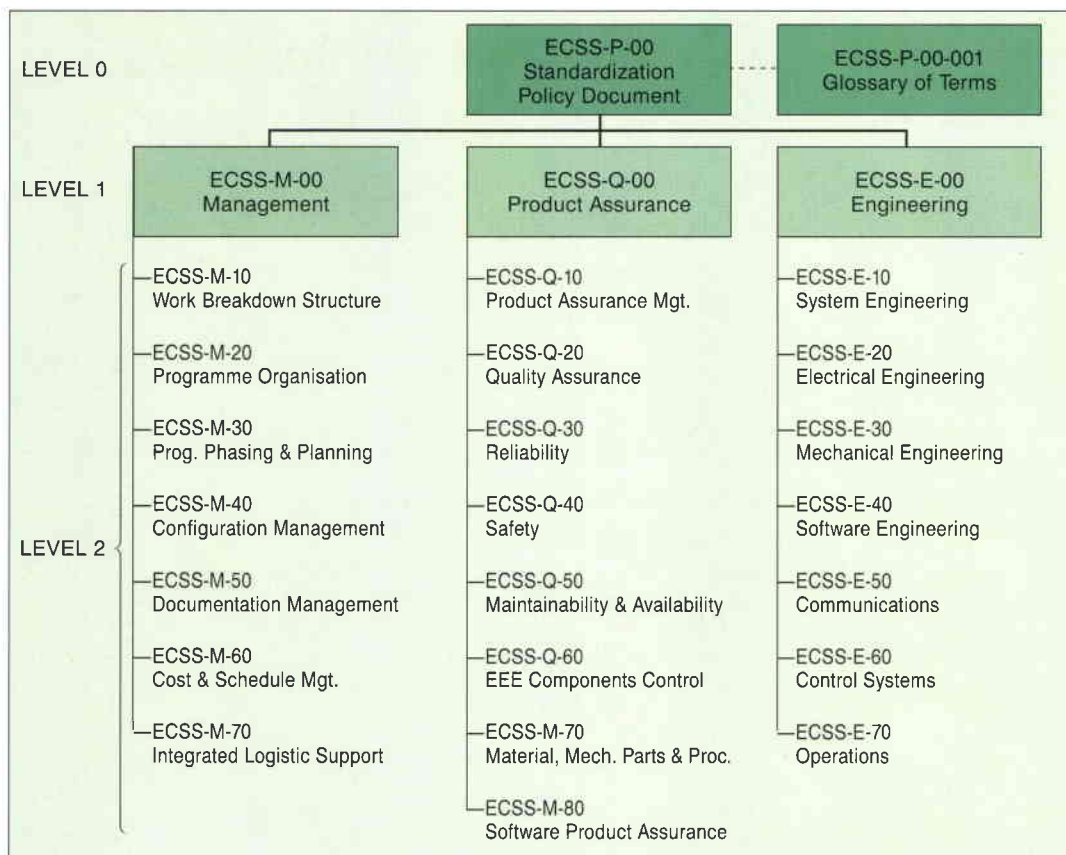 LEVEL 0
ECSS-P-00
Standardization
Policy Document
ECSS-P-00-001
Glossary of Terms
LEVEL 1
ECSS-M-00
Management
ECSS-Q-00
Product Assurance
ECSS-E-00
Engineering
LEVEL 2
ECSS-M-10
Work Breakdown Structure
ECSS-M-20
Programme Organisation
ECSS-M-30
Prog. Phasing & Planning
ECSS-M-40
Configuration Management
ECSS-M-50
Documentation Management
ECSS-M-60
Cost & Schedule Mgt.
ECSS-M-70
Integrated Logistic Support
ECSS-Q-10
Product Assurance Mgt.
ECSS-Q-20
Quality Assurance
ECSS-Q-30
Reliability
ECSS-Q-40
Safety
ECSS-Q-50
Maintainability & Availability
ECSS-Q-60
EEE Components Control
ECSS-M-70
Material, Mech. Parts & Proc.
ECSS-M-80
Software Product Assurance
ECSS-E-10
System Engineering
ECSS-E-20
Electrical Engineering
ECSS-E-30
Mechanical Engineering
ECSS-E-40
Software Engineering
ECSS-E-50
Communications
ECSS-E-60
Control Systems
ECSS-E-70
Operations